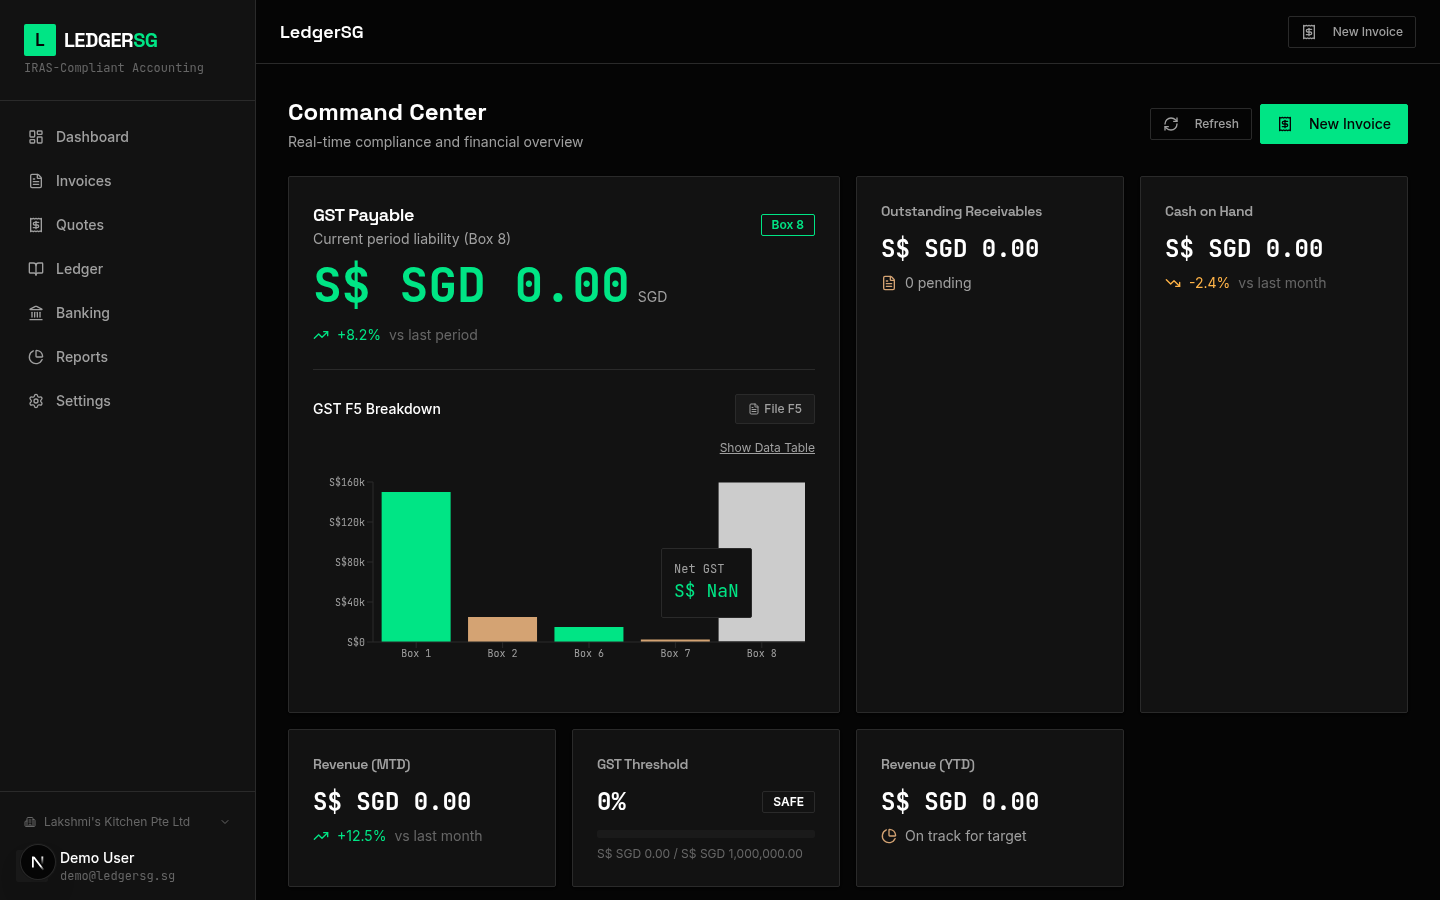 L LEDGERSG
IRAS-Compliant Accounting
Dashboard
Invoices
Quotes
Ledger
Banking
Reports
Settings
Lakshmi's Kitchen Pte Ltd
N
Demo User
demo@ledgersg.sg
LedgerSG
New Invoice
Command Center
Real-time compliance and financial overview
Refresh
New Invoice
GST Payable
Current period liability (Box 8)
Box 8
S$ SGD 0.00 SGD
+8.2% vs last period
GST F5 Breakdown
File F5
Show Data Table
S$160k
S$120k
S$80k
S$40k
S$0
Box 1 Box 2 Box 6 Box 7 Box 8
Net GST
S$ NaN
Outstanding Receivables
S$ SGD 0.00
0 pending
Cash on Hand
S$ SGD 0.00
-2.4% vs last month
Revenue (MTD)
S$ SGD 0.00
+12.5% vs last month
GST Threshold
0% SAFE
S$ SGD 0.00 / S$ SGD 1,000,000.00
Revenue (YTD)
S$ SGD 0.00
On track for target